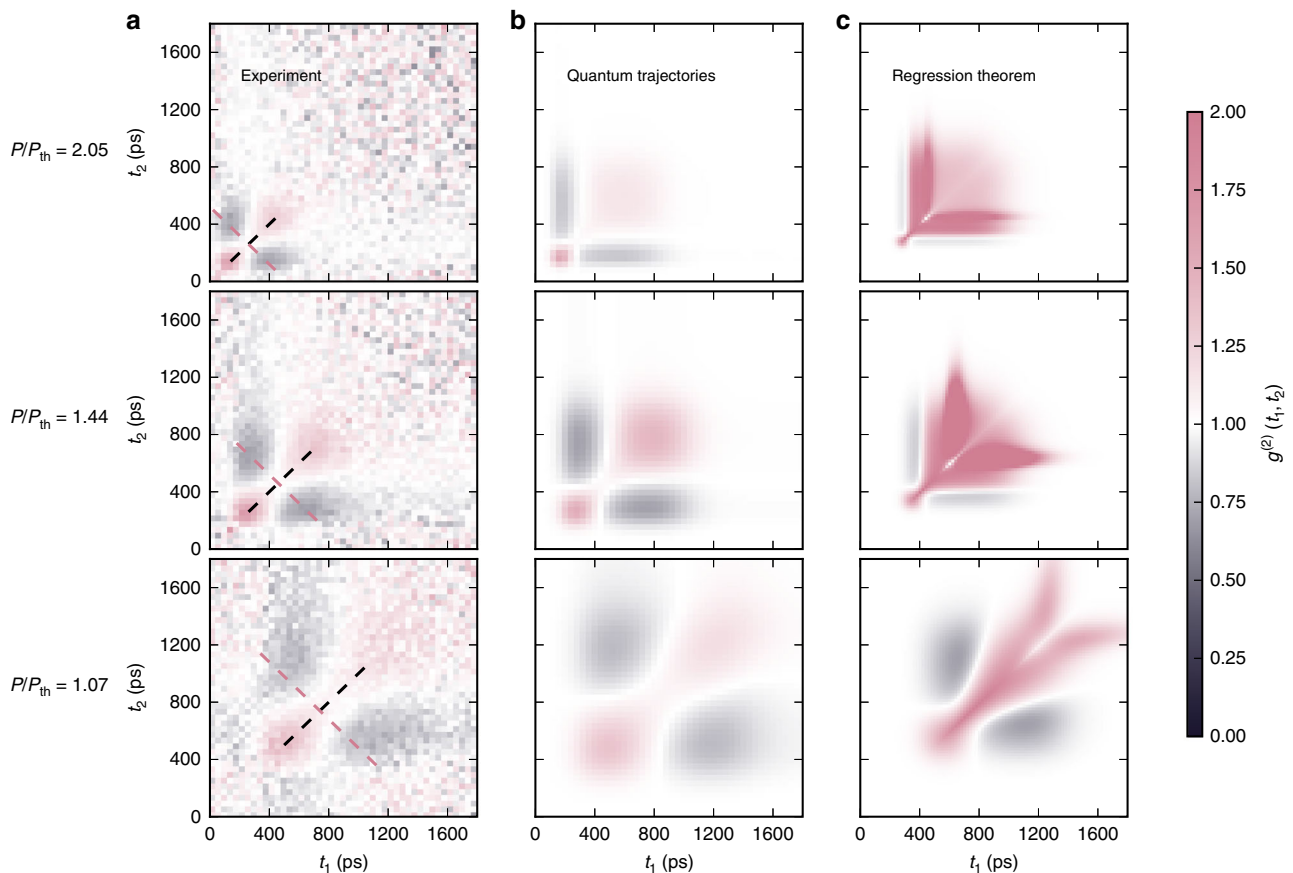 a
b
c
Experiment
Quantum trajectories
Regression theorem
P/Pth = 2.05
1600
1200
800
400
0
t2 (ps)
P/Pth = 1.44
1600
1200
800
400
0
t2 (ps)
P/Pth = 1.07
1600
1200
800
400
0
t2 (ps)
0 400 800 1200 1600
0 400 800 1200 1600
0 400 800 1200 1600
t1 (ps)
t1 (ps)
t1 (ps)
2.00
1.75
1.50
1.25
1.00
0.75
0.50
0.25
0.00
g(2) (t1, t2)